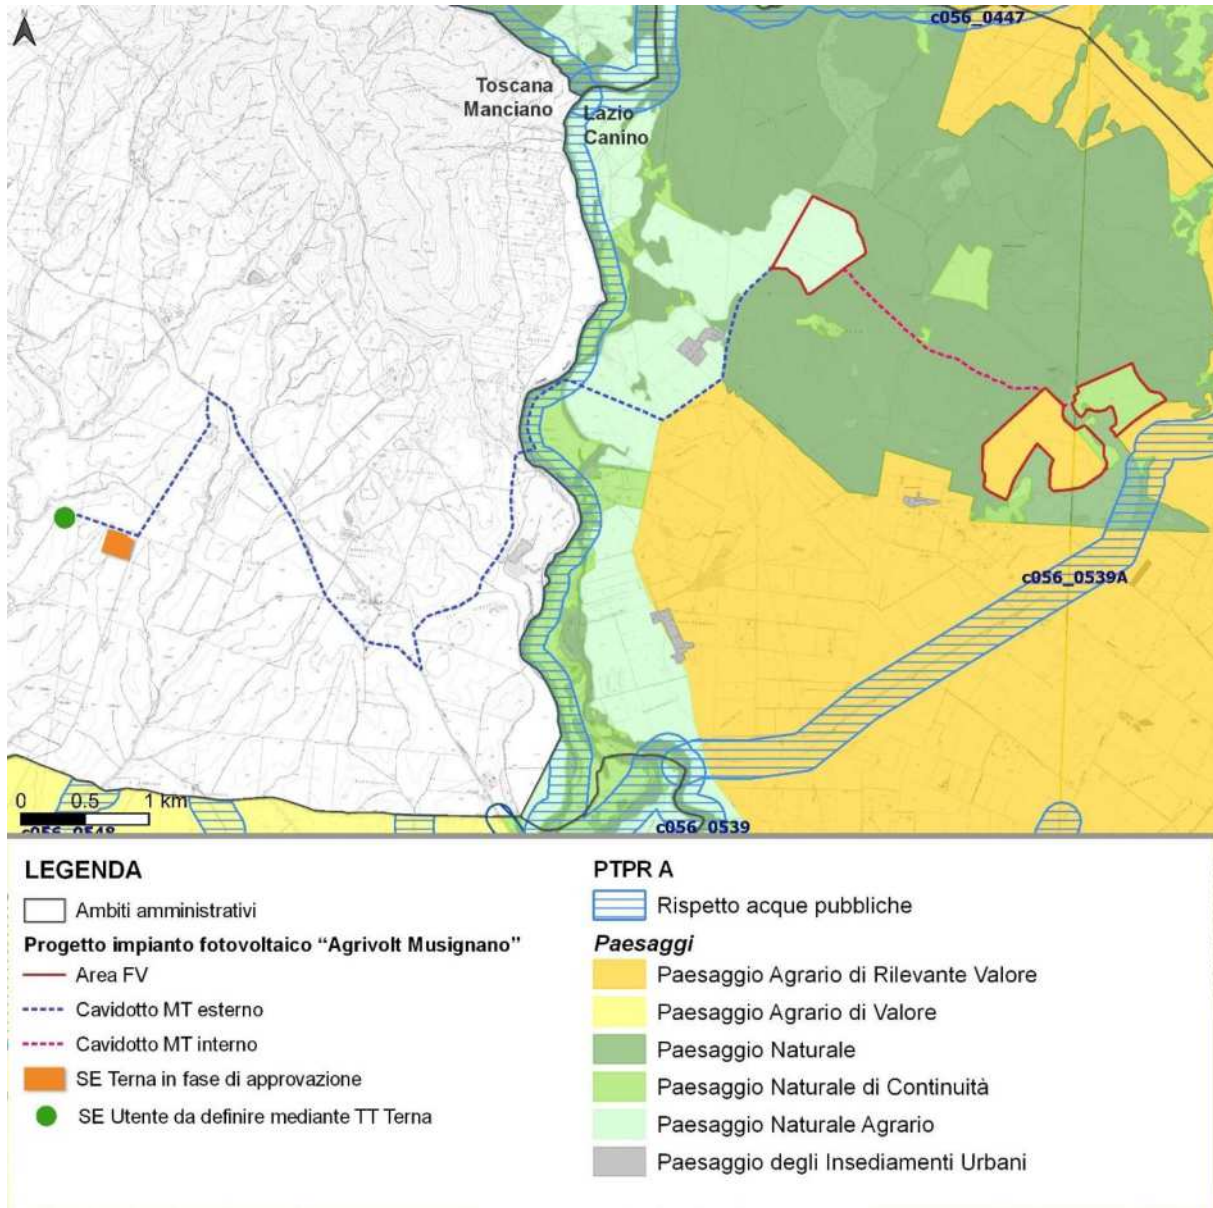 c056_0447
Toscana
Manciano
Lazio
Canino
c056_0539A
0 0.5 1 km
c056_0548
c056_0539
LEGENDA
Ambiti amministrativi
Progetto impianto fotovoltaico “Agrivolt Musignano”
Area FV
Cavidotto MT esterno
Cavidotto MT interno
SE Terna in fase di approvazione
SE Utente da definire mediante TT Terna
PTPR A
Rispetto acque pubbliche
Paesaggi
Paesaggio Agrario di Rilevante Valore
Paesaggio Agrario di Valore
Paesaggio Naturale
Paesaggio Naturale di Continuità
Paesaggio Naturale Agrario
Paesaggio degli Insediamenti Urbani